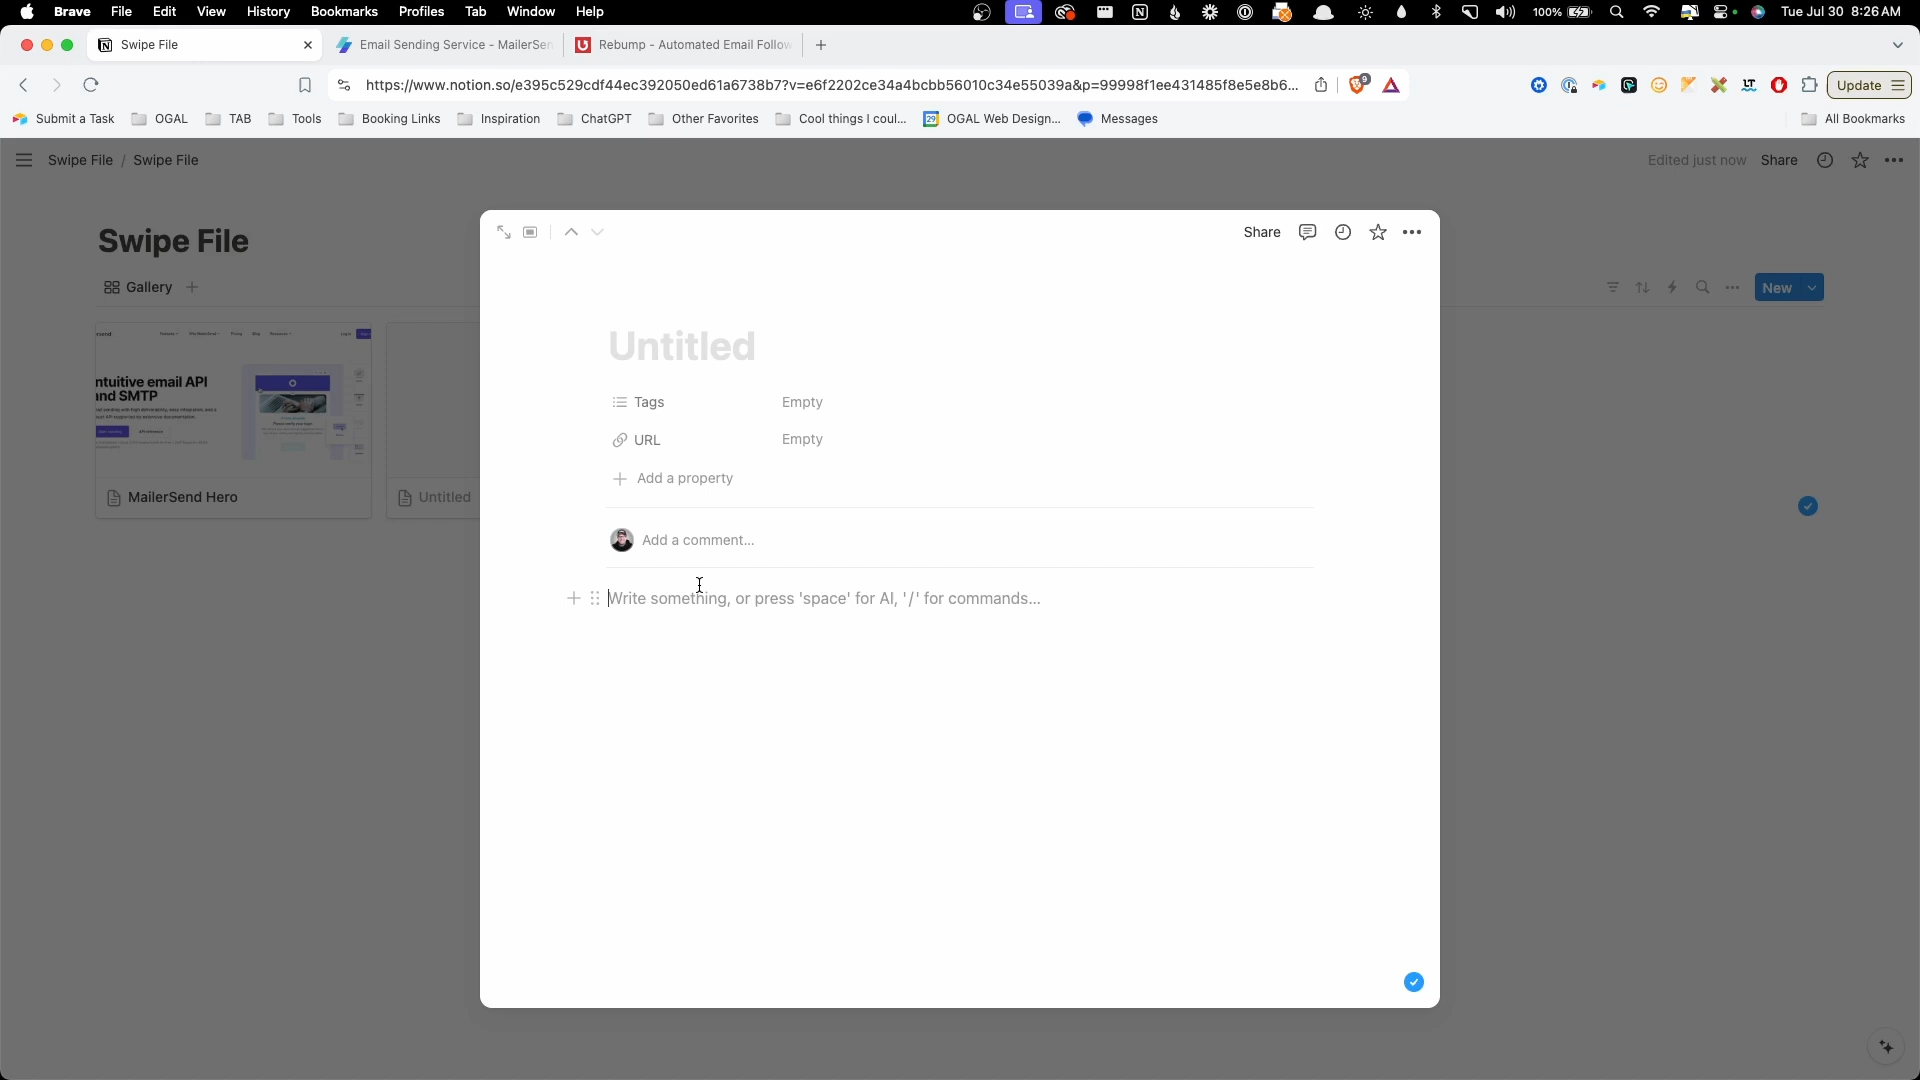 Brave File Edit View History Bookmarks Profiles Tab Window Help 100% Tue Jul 30 8:26 AM
Swipe File Email Sending Service - MailerSen Rebump - Automated Email Follow
https://www.notion.so/e395c529cdf44ec392050ed61a6738b7?v=e6f2202ce34a4bcbb56010c34e55039a&p=99998f1ee431485f8e5e8b6... 9 Update
Submit a Task OGAL TAB Tools Booking Links Inspiration ChatGPT Other Favorites Cool things I coul... 29 OGAL Web Design... Messages All Bookmarks
Swipe File / Swipe File Edited just now Share
Share
Swipe File
Gallery New
Untitled
ntuitive email API
and SMTP
Tags Empty
URL Empty
Add a property
MailerSend Hero Untitled
Add a comment...
Write something, or press 'space' for AI, '/' for commands...